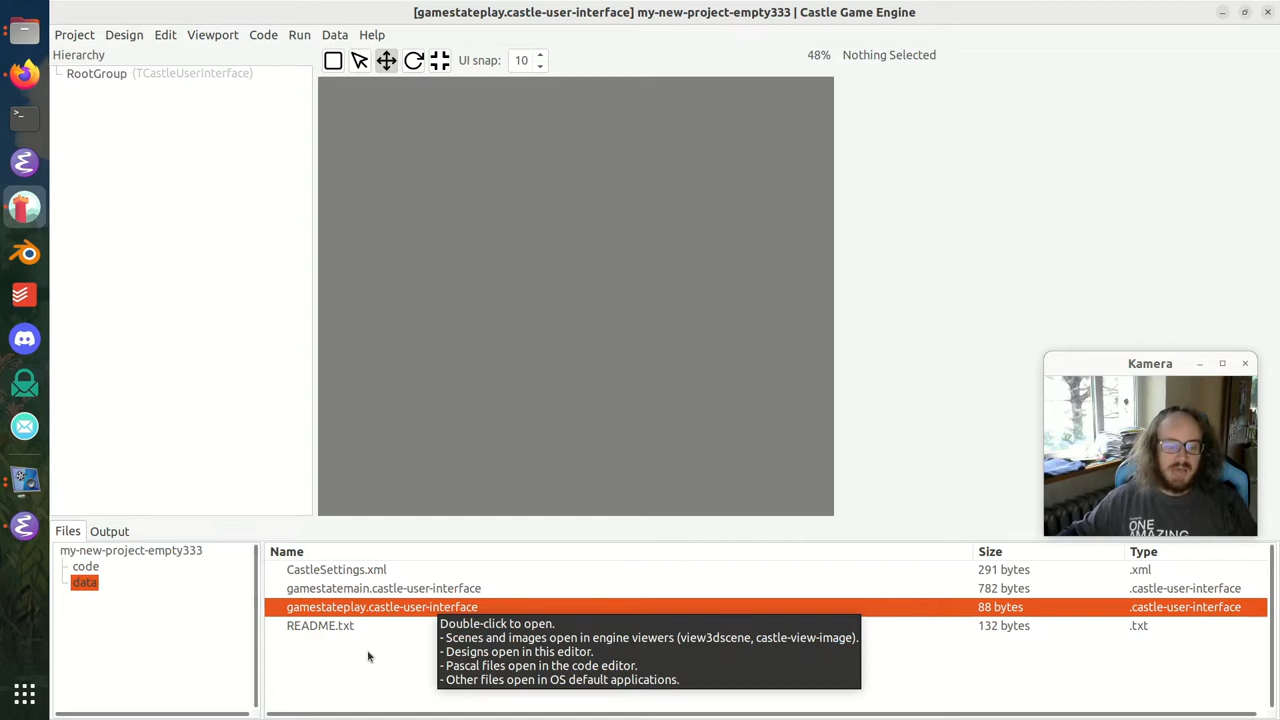 [gamestateplay.castle-user-interface] my-new-project-empty333 | Castle Game Engine
Project Design Edit Viewport Code Run Data Help
Hierarchy
UI snap: 10
48% Nothing Selected
RootGroup (TCastleUserInterface)
Kamera
ONE
AMAZING
Files Output
my-new-project-empty333
code
data
Name Size Type
CastleSettings.xml 291 bytes .xml
gamestatemain.castle-user-interface 782 bytes .castle-user-interface
gamestateplay.castle-user-interface 88 bytes .castle-user-interface
README.txt 132 bytes .txt
Double-click to open.
- Scenes and images open in engine viewers (view3dscene, castle-view-image).
- Designs open in this editor.
- Pascal files open in the code editor.
- Other files open in OS default applications.